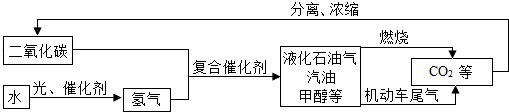 分离、浓缩
二氧化碳
水
光、催化剂
氢气
复合催化剂
液化石油气
汽油
甲醇等
燃烧
机动车尾气
CO₂ 等